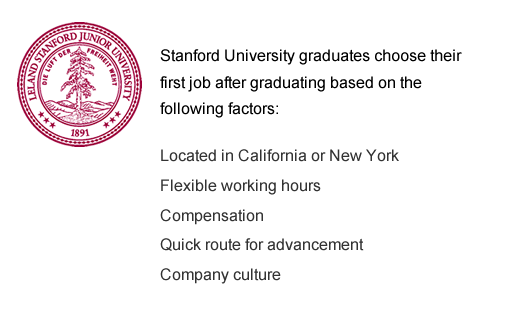 LELAND STANFORD JUNIOR UNIVERSITY
DIE LUFT DER FREIHEIT WEHT
1891
Stanford University graduates choose their
first job after graduating based on the
following factors:
Located in California or New York
Flexible working hours
Compensation
Quick route for advancement
Company culture